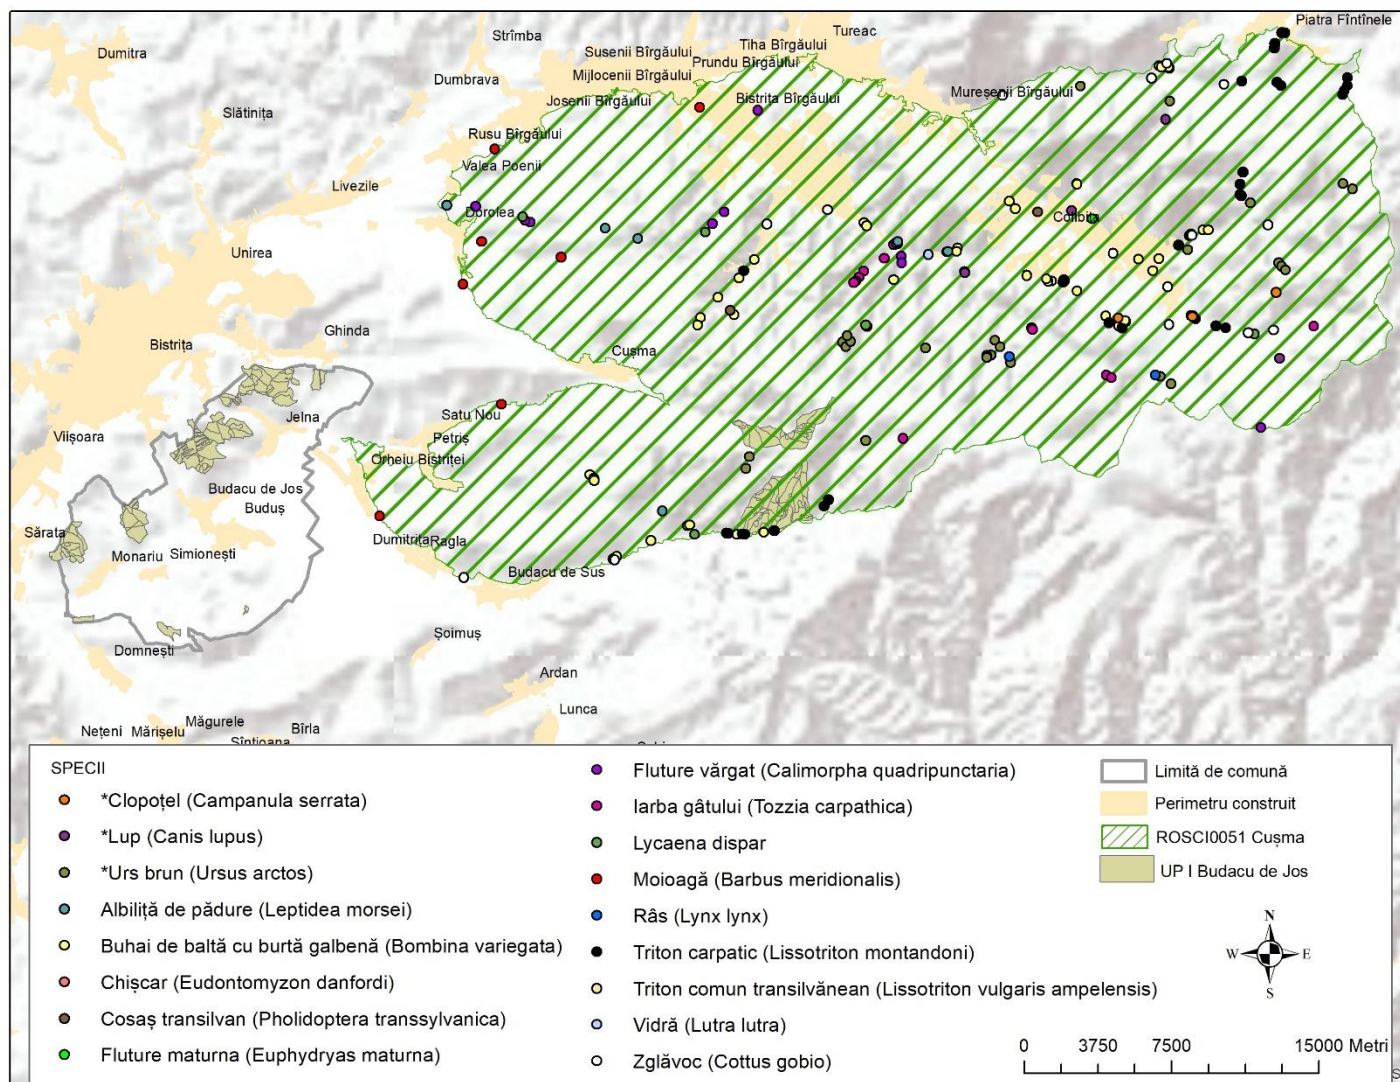 Piatra Fîntînele
Tureac
Strîmba
Tiha Bîrgăului
Dumitra
Susenii Bîrgăului
Prundu Bîrgăului
Dumbrava
Mijlocenii Bîrgăului
Mureșenii Bîrgăului
Josenii Bîrgăului
Bistrița Bîrgăului
Slătinița
Rusu Bîrgăului
Valea Poenii
Livezile
Dorolea
Colibița
Unirea
Ghinda
Bistrița
Cușma
Jelna
Satu Nou
Viișoara
Petriș
Orheiu Bistriței
Budacu de Jos
Buduș
Sărata
Dumitrița
Ragla
Monariu
Simionești
Budacu de Sus
Șoimuș
Domnești
Ardan
Lunca
Măgurele
Nețeni
Mărișelu
Bîrla
Sîntioana
SPECII
*Clopoțel (Campanula serrata)
*Lup (Canis lupus)
*Urs brun (Ursus arctos)
Albiliță de pădure (Leptidea morsei)
Buhai de baltă cu burtă galbenă (Bombina variegata)
Chișcar (Eudontomyzon danfordi)
Cosaș transilvan (Pholidoptera transsylvanica)
Fluture maturna (Euphydryas maturna)
Fluture vărgat (Calimorpha quadripunctaria)
Iarba gâtului (Tozzia carpathica)
Lycaena dispar
Moioagă (Barbus meridionalis)
Râs (Lynx lynx)
Triton carpatic (Lissotriton montandoni)
Triton comun transilvănean (Lissotriton vulgaris ampelensis)
Vidră (Lutra lutra)
Zglăvoc (Cottus gobio)
Limită de comună
Perimetru construit
ROSCI0051 Cușma
UP I Budacu de Jos
N
W E
S
0 3750 7500 15000 Metri